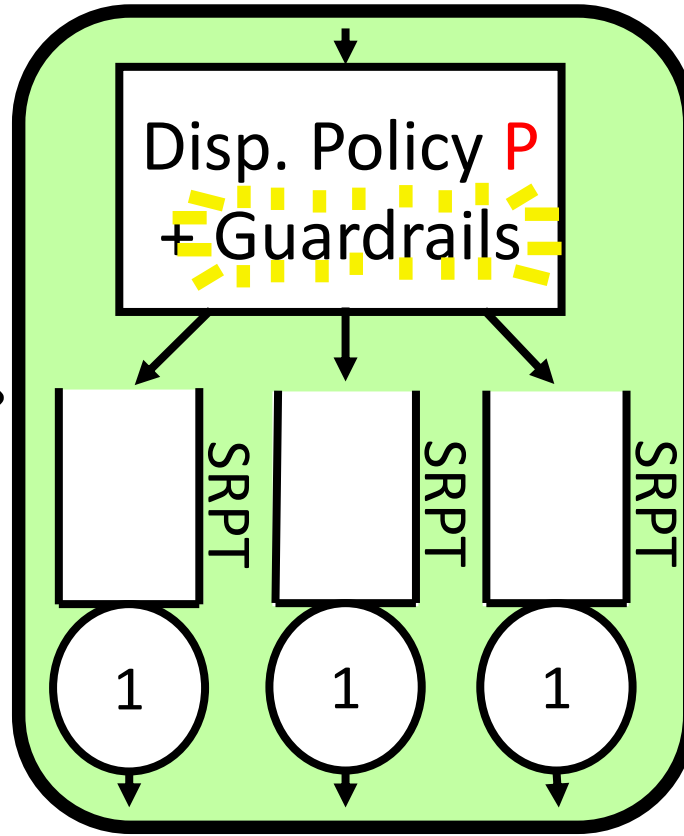 Disp. Policy P
+ Guardrails
SRPT
SRPT
SRPT
1
1
1